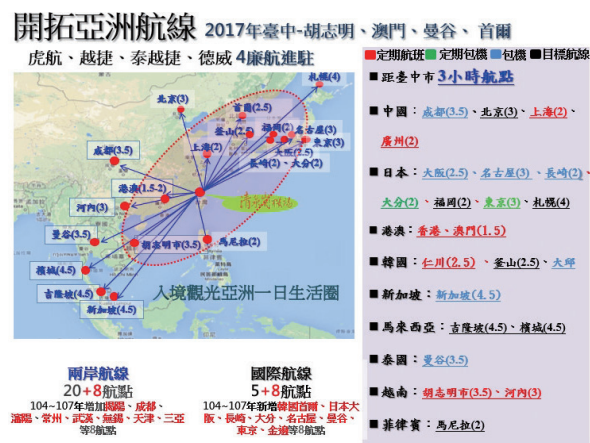 開拓亞洲航線 2017年臺中-胡志明、澳門、曼谷、首爾
虎航、越捷、泰越捷、德威4廉航進駐
札幌(4)
北京(3)
首爾(2.5)
釜山(2.5)
福岡(2)
名古屋(3)
東京(3)
成都(3.5)
上海(2)
大阪(2.5)
長崎(2)、大分(2)
港澳(1.5-2)
河內(3)
曼谷(3.5)
胡志明市(3.5)
馬尼拉(2)
檳城(4.5)
吉隆坡(4.5)
新加坡(4.5)
入境觀光亞洲一日生活圈
兩岸航線
20+8航點
104~107年增加揭陽、成都、
瀋陽、常州、武漢、無錫、天津、三亞
等8航點
國際航線
5+8航點
104~107年新增韓國首爾、日本大
阪、長崎、大分、名古屋、曼谷、
東京、金邊等8航點
定期航班 定期包機 包機 目標航線
距臺中市3小時航點
中國：成都(3.5)、北京(3)、上海(2)、
廣州(2)
日本：大阪(2.5)、名古屋(3)、長崎(2)、
大分(2)、福岡(2)、東京(3)、札幌(4)
港澳：香港、澳門(1.5)
韓國：仁川(2.5)、釜山(2.5)、大邱
新加坡：新加坡(4.5)
馬來西亞：吉隆坡(4.5)、檳城(4.5)
泰國：曼谷(3.5)
越南：胡志明市(3.5)、河內(3)
菲律賓：馬尼拉(2)